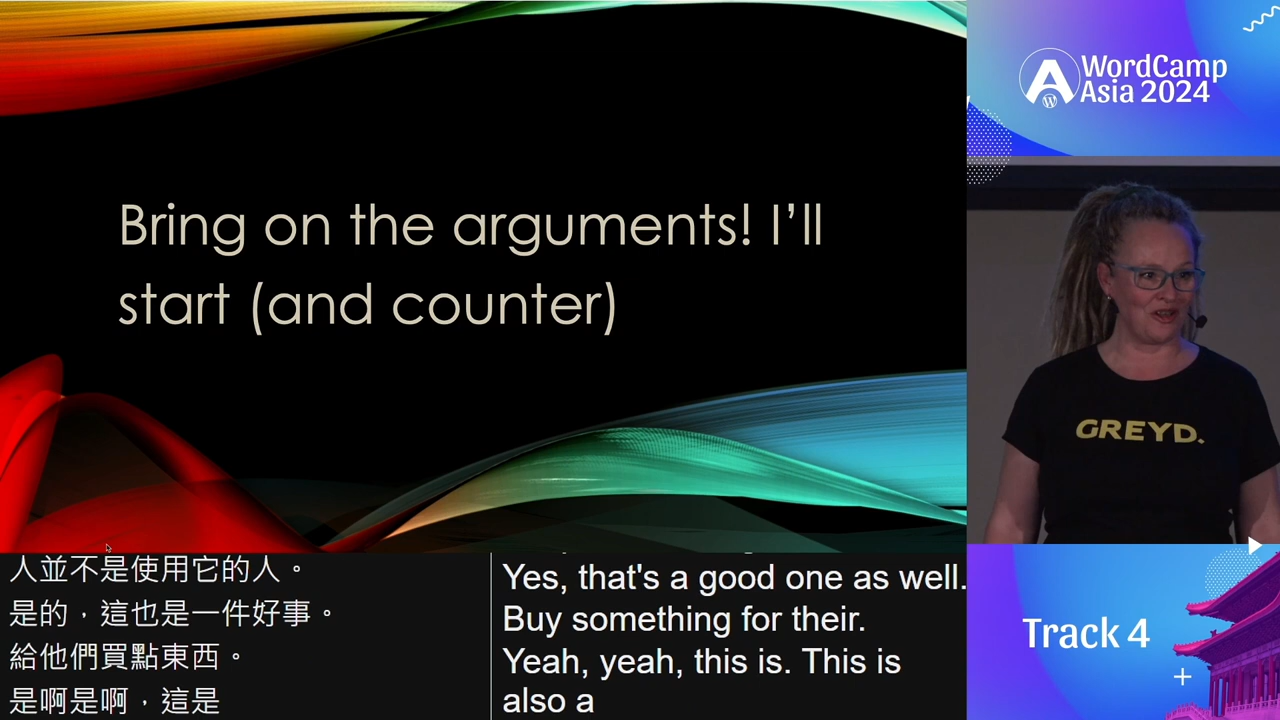 Bring on the arguments! I’ll
start (and counter)
人並不是使用它的人。
是的，這也是一件好事。
給他們買點東西。
是啊是啊，這是
Yes, that's a good one as well.
Buy something for their.
Yeah, yeah, this is. This is
also a
WordCamp
Asia 2024
GREYD.
Track 4